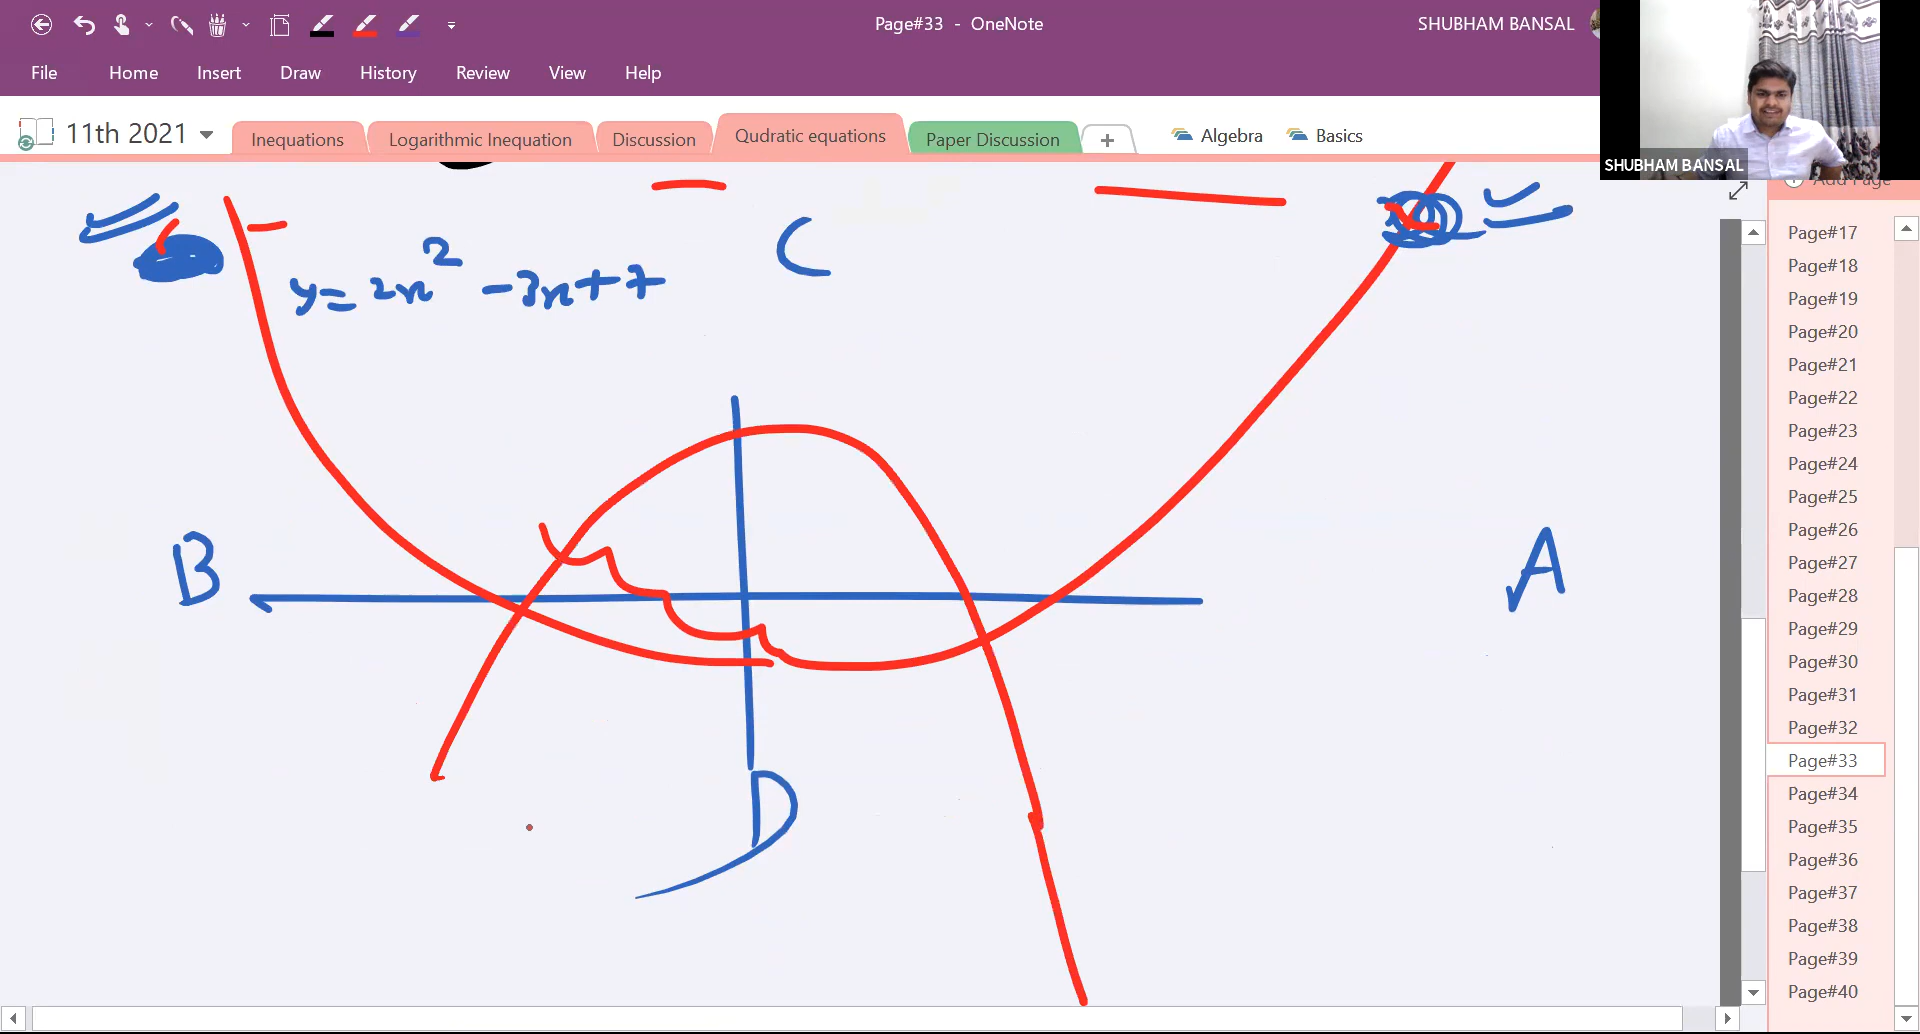 Page#33 - OneNote
SHUBHAM BANSAL
File Home Insert Draw History Review View Help
11th 2021
Inequations
Logarithmic Inequation
Discussion
Qudratic equations
Paper Discussion
+
Algebra
Basics
SHUBHAM BANSAL
Add Page
y = 2x² - 3x + 7
C
B
A
D
Page#17
Page#18
Page#19
Page#20
Page#21
Page#22
Page#23
Page#24
Page#25
Page#26
Page#27
Page#28
Page#29
Page#30
Page#31
Page#32
Page#33
Page#34
Page#35
Page#36
Page#37
Page#38
Page#39
Page#40